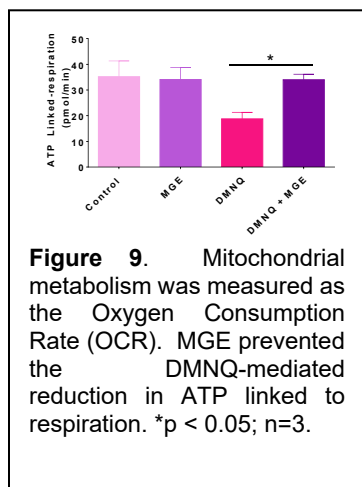 50
40
30
20
10
0
ATP Linked-respiration
(pmol/min)
*
Control
MGE
DMNQ
DMNQ + MGE
Figure 9. Mitochondrial
metabolism was measured as
the Oxygen Consumption
Rate (OCR). MGE prevented
the DMNQ-mediated
reduction in ATP linked to
respiration. *p < 0.05; n=3.